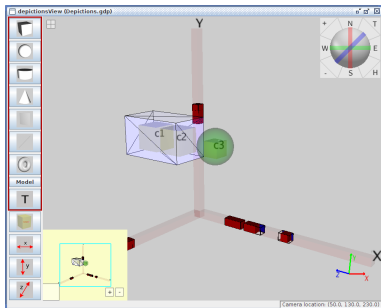 depictionsView (Depictions.gdp)
Y
+ N T
W E
- S H
c1 c2 c3
Model
T
x
y
z
X
+ -
z y x
Camera location: (50.0, 130.0, 230.0)